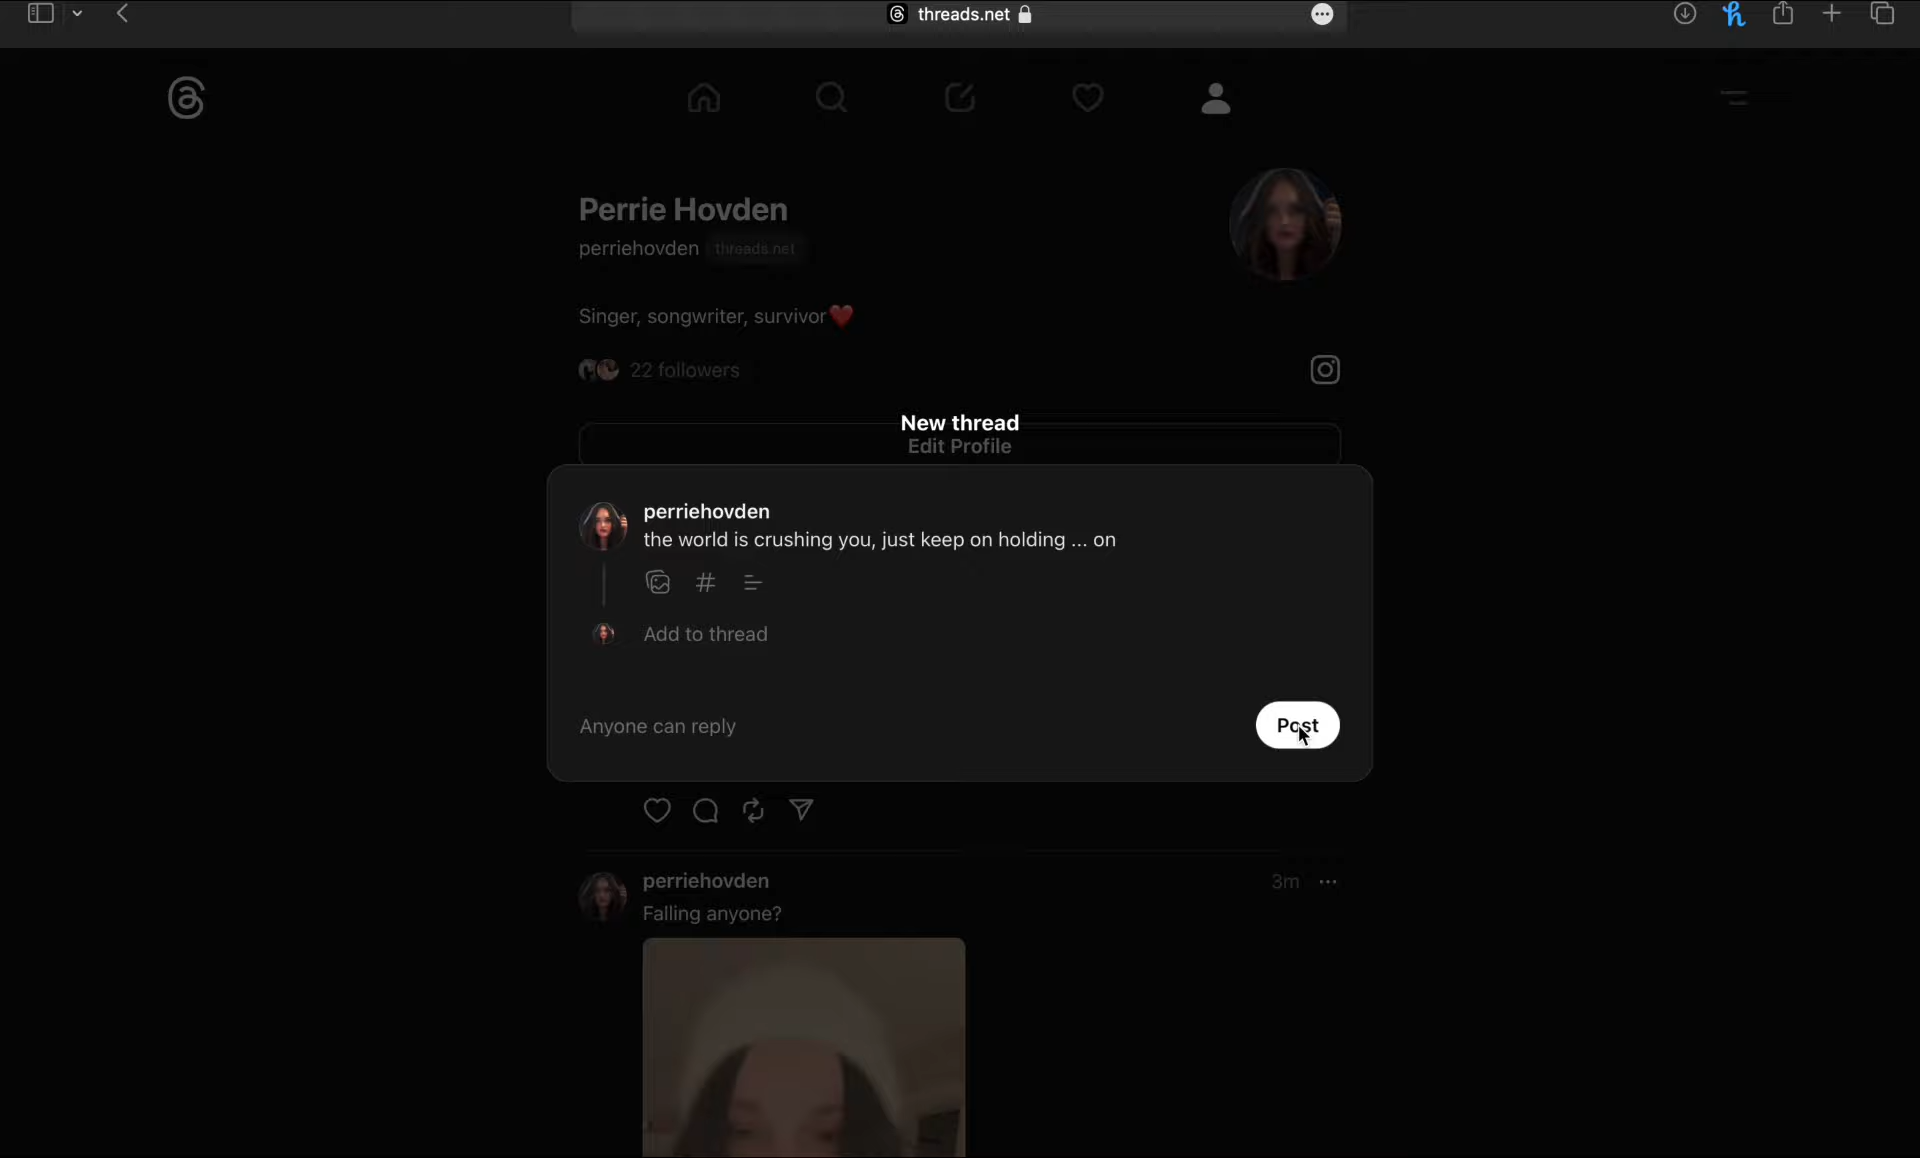 threads.net
Perrie Hovden
perriehovden threads.net
Singer, songwriter, survivor❤️
22 followers
New thread
Edit Profile
perriehovden
the world is crushing you, just keep on holding ... on
Add to thread
Anyone can reply
Post
perriehovden 3m
Falling anyone?